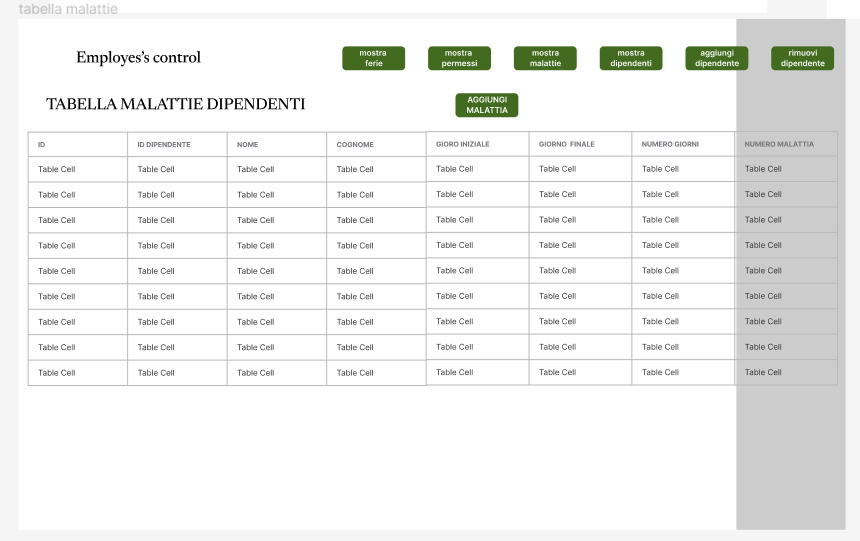 tabella malattie
Employes's control
mostra
ferie
mostra
permessi
mostra
malattie
mostra
dipendenti
aggiungi
dipendente
rimuovi
dipendente
TABELLA MALATTIE DIPENDENTI
AGGIUNGI
MALATTIA
ID ID DIPENDENTE NOME COGNOME GIORO INIZIALE GIORNO FINALE NUMERO GIORNI NUMERO MALATTIA
Table Cell Table Cell Table Cell Table Cell Table Cell Table Cell Table Cell Table Cell
Table Cell Table Cell Table Cell Table Cell Table Cell Table Cell Table Cell Table Cell
Table Cell Table Cell Table Cell Table Cell Table Cell Table Cell Table Cell Table Cell
Table Cell Table Cell Table Cell Table Cell Table Cell Table Cell Table Cell Table Cell
Table Cell Table Cell Table Cell Table Cell Table Cell Table Cell Table Cell Table Cell
Table Cell Table Cell Table Cell Table Cell Table Cell Table Cell Table Cell Table Cell
Table Cell Table Cell Table Cell Table Cell Table Cell Table Cell Table Cell Table Cell
Table Cell Table Cell Table Cell Table Cell Table Cell Table Cell Table Cell Table Cell
Table Cell Table Cell Table Cell Table Cell Table Cell Table Cell Table Cell Table Cell